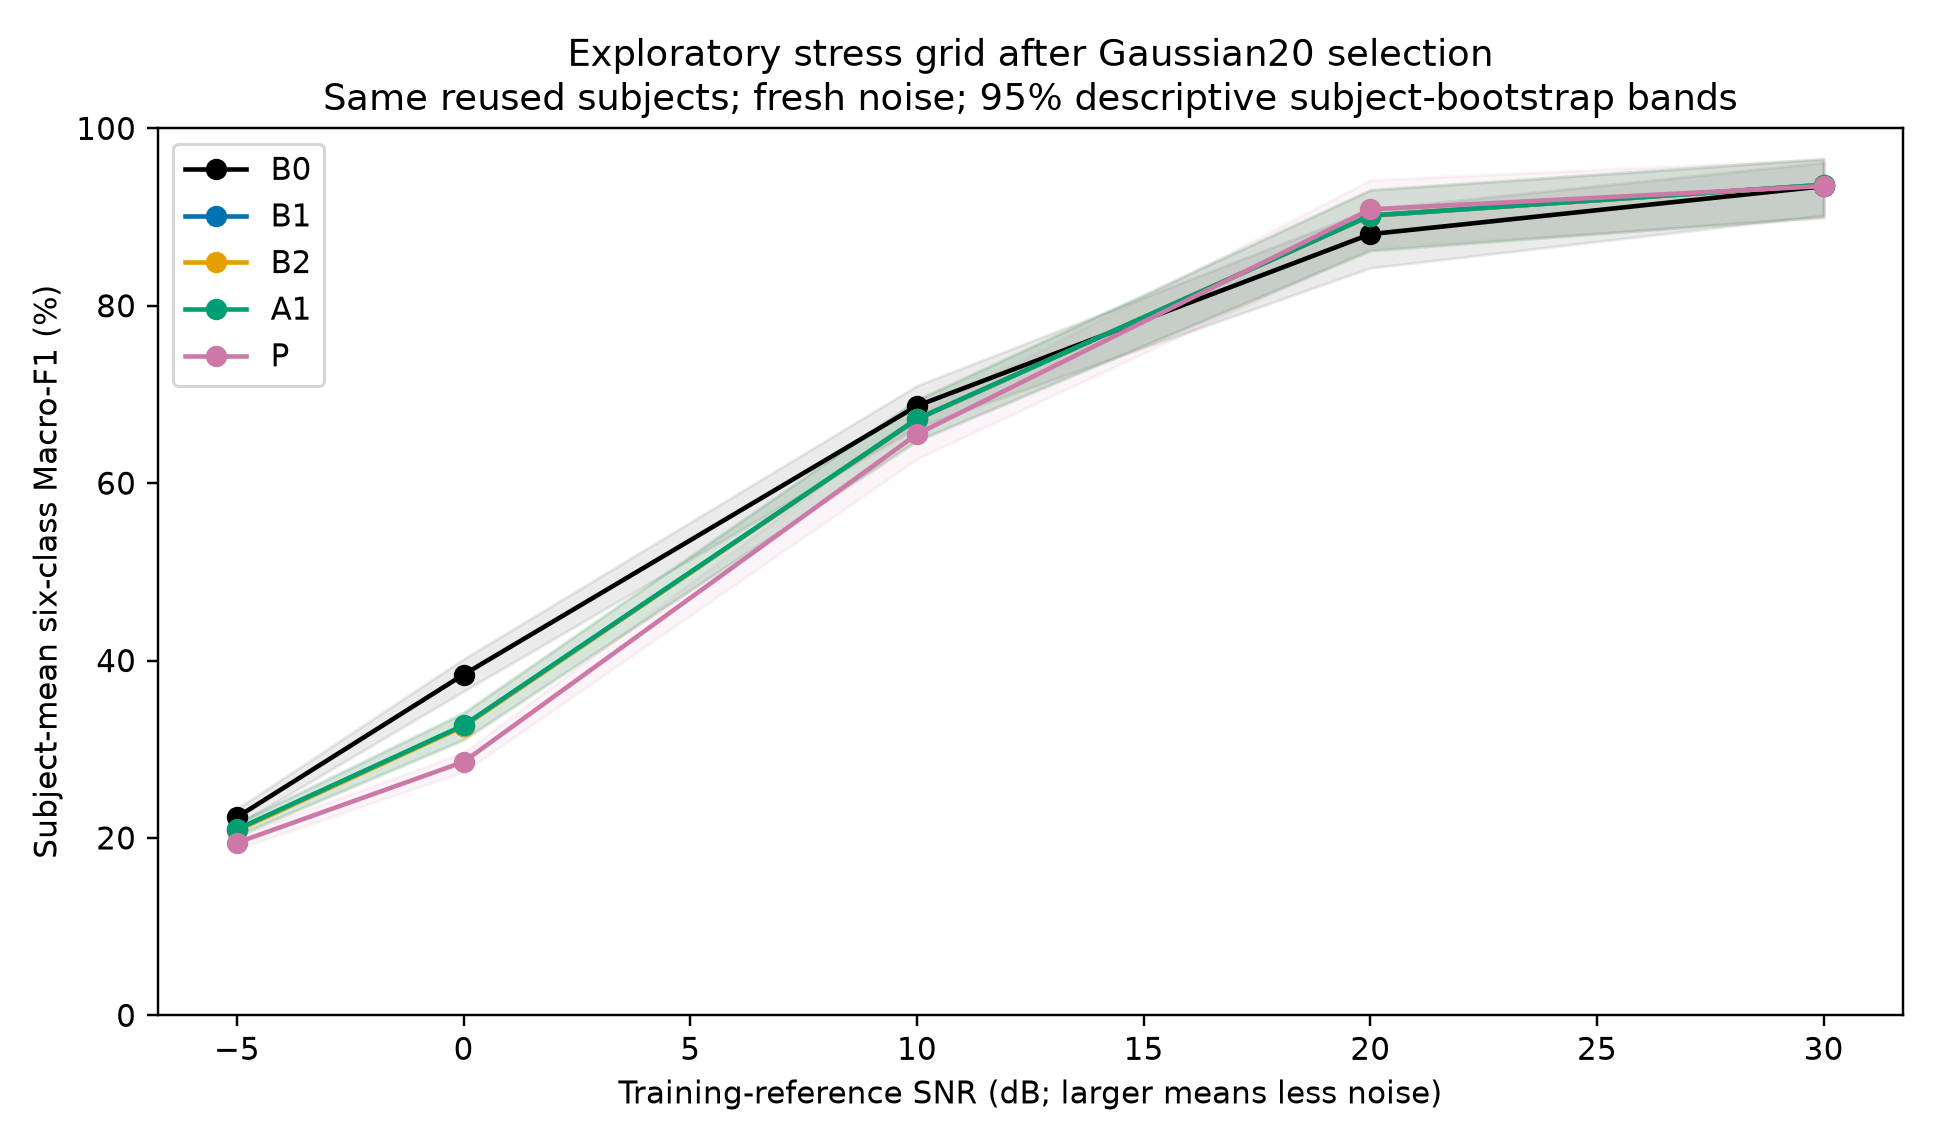 Exploratory stress grid after Gaussian20 selection
Same reused subjects; fresh noise; 95% descriptive subject-bootstrap bands
Subject-mean six-class Macro-F1 (%)
100
80
60
40
20
0
B0
B1
B2
A1
P
−5
0
5
10
15
20
25
30
Training-reference SNR (dB; larger means less noise)